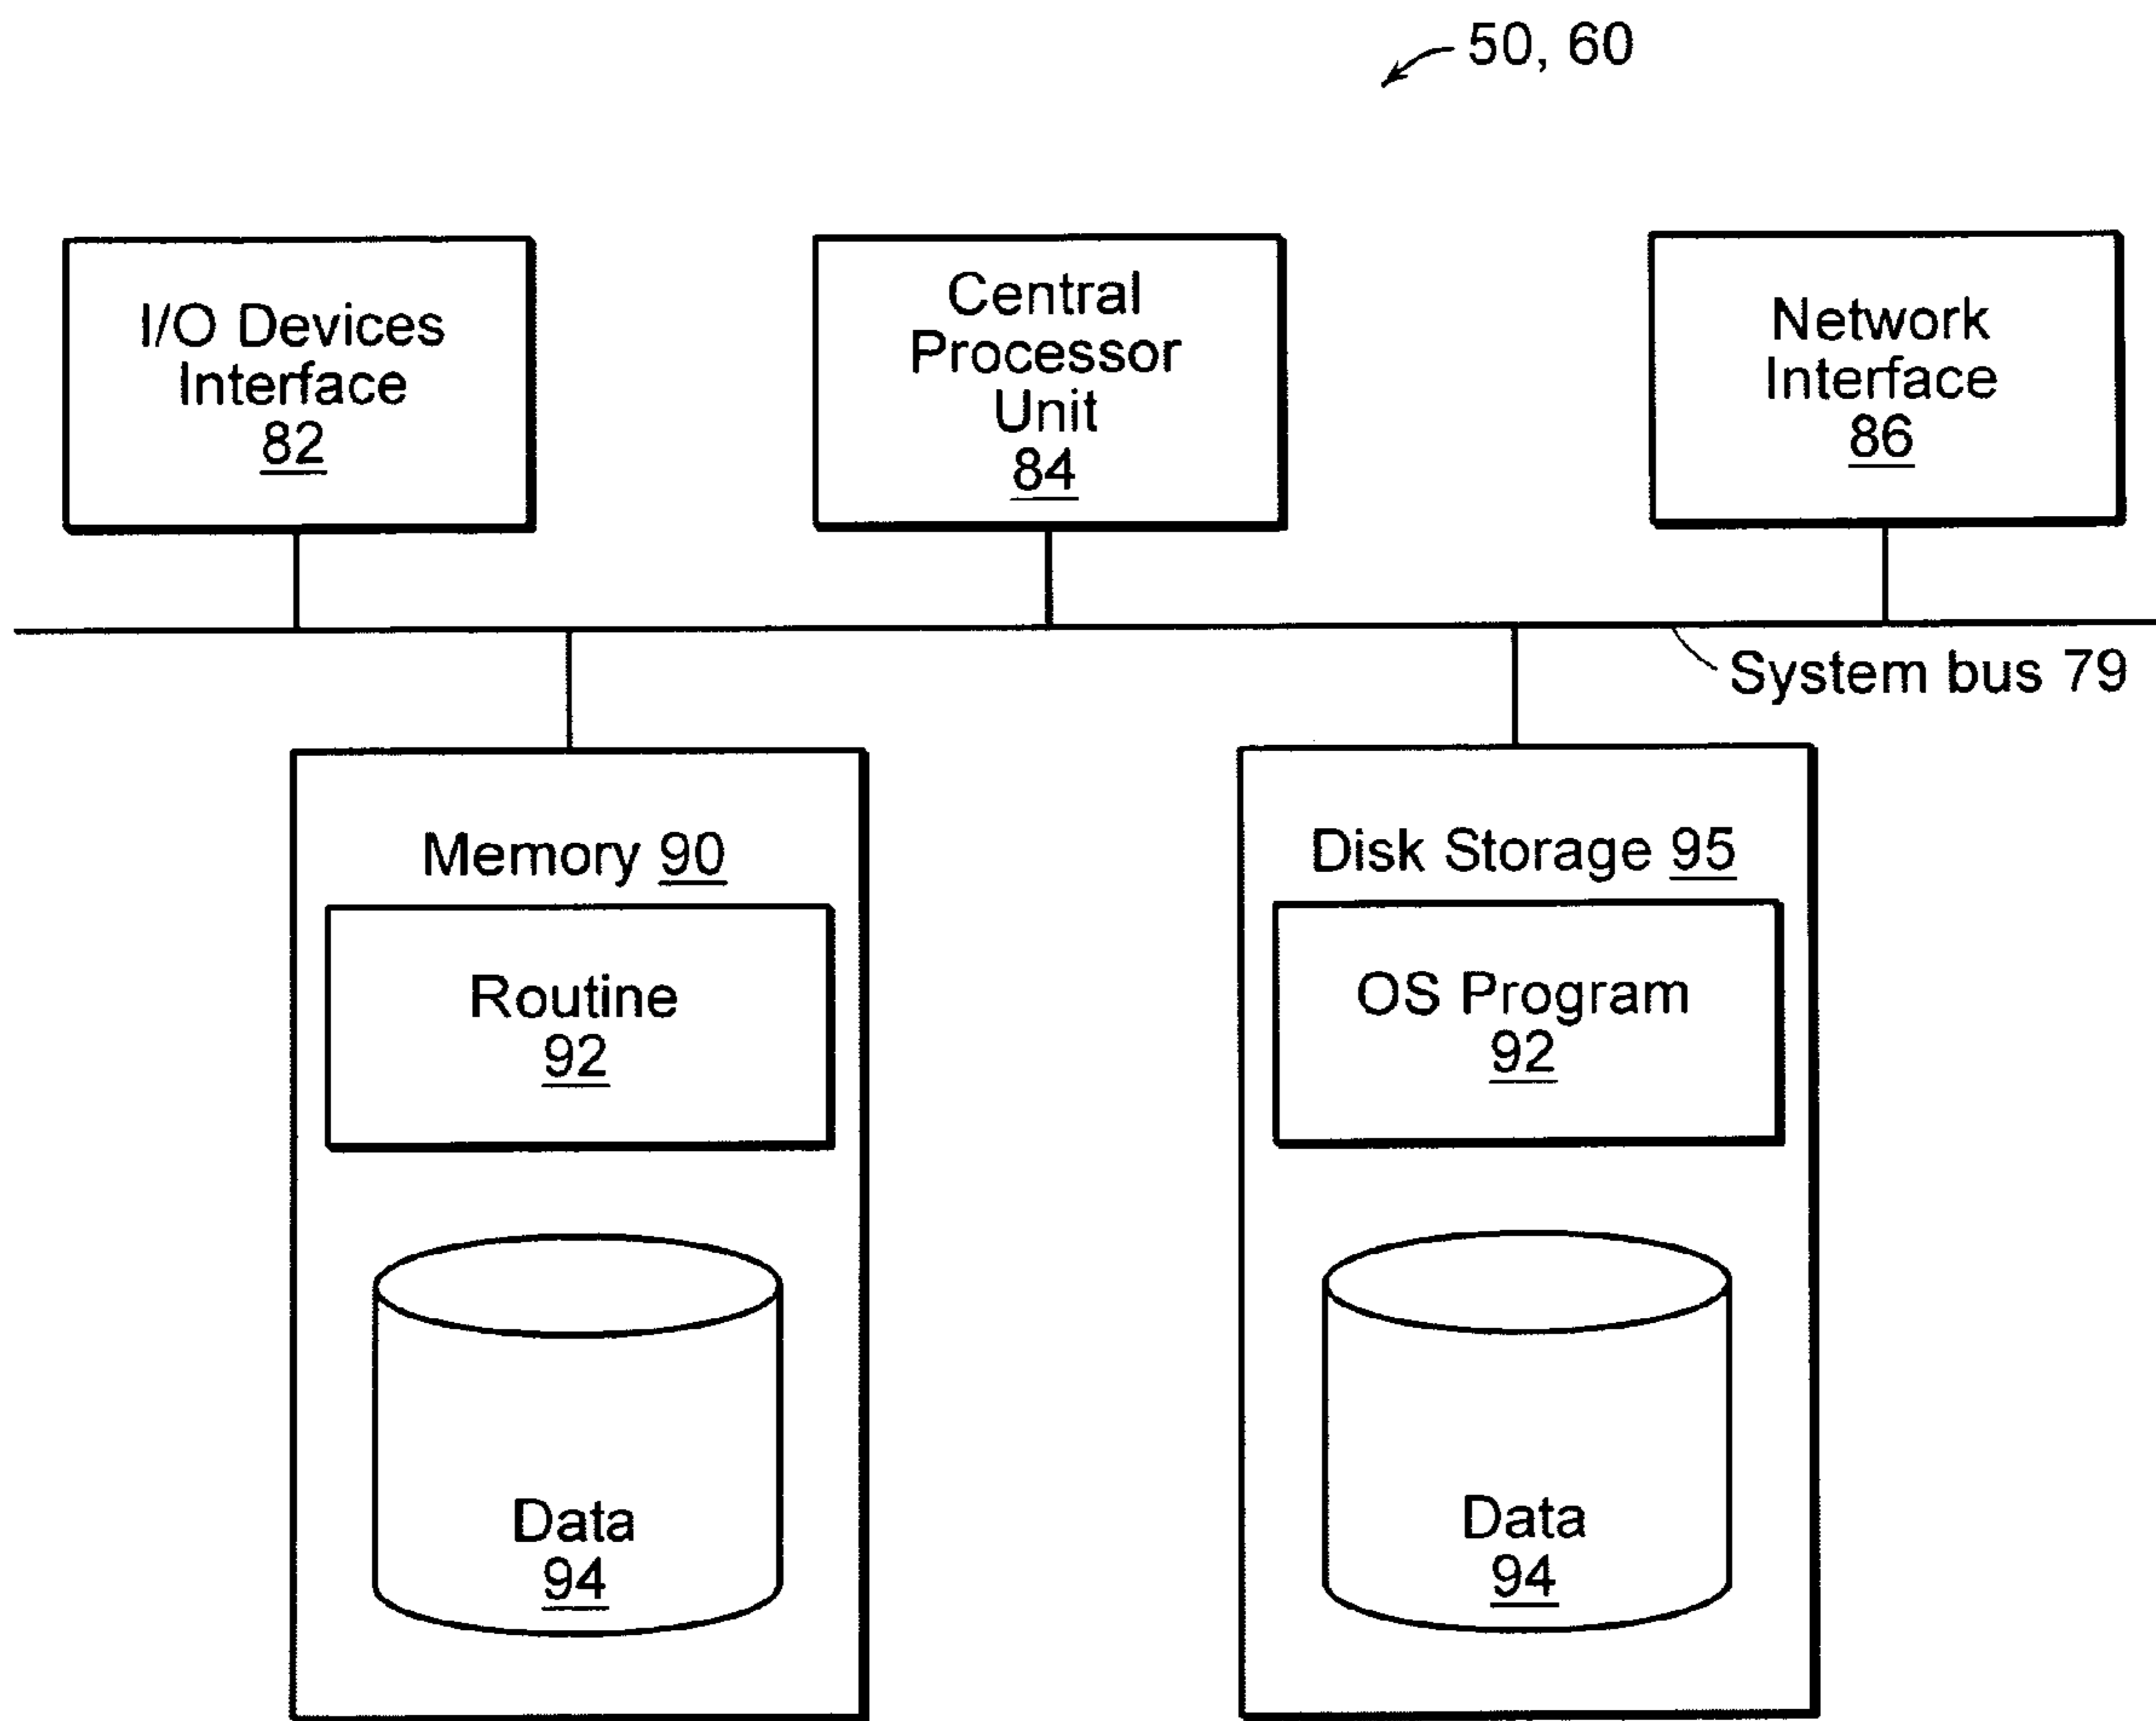 50, 60
I/O Devices
Interface
82
Central
Processor
Unit
84
Network
Interface
86
System bus 79
Memory 90
Routine
92
Data
94
Disk Storage 95
OS Program
92
Data
94